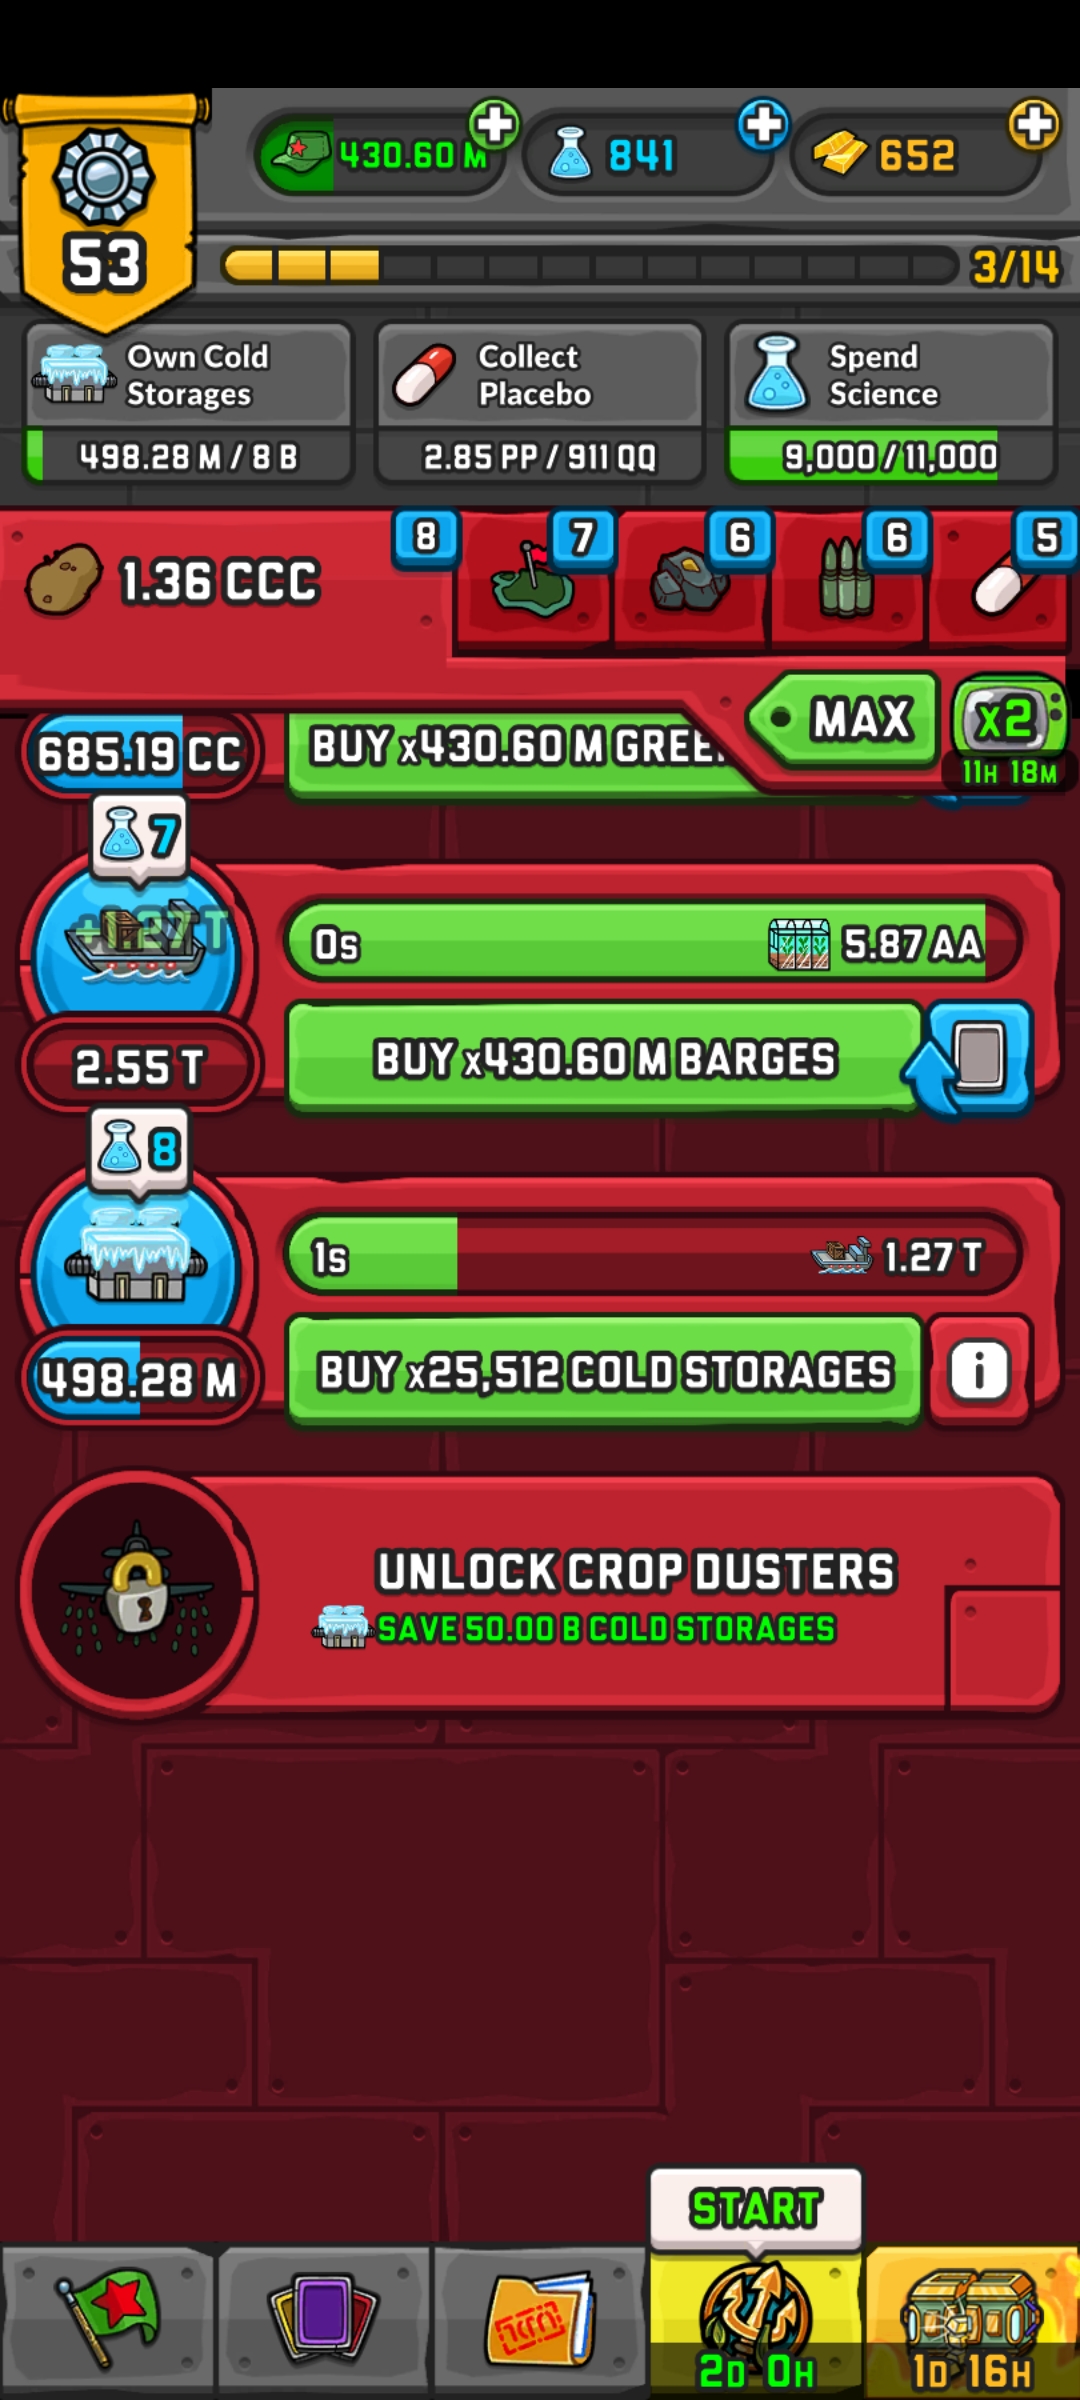 430.60 M
841
652
53
3/14
Own Cold
Storages
498.28 M / 8 B
Collect
Placebo
2.85 PP / 911 QQ
Spend
Science
9,000 / 11,000
1.36 CCC
8
7
6
6
5
MAX
x2
11H 18M
685.19 CC
BUY x430.60 M
7
+1.27 T
0s
5.87 AA
2.55 T
BUY x430.60 M BARGES
8
1s
1.27 T
498.28 M
BUY x25,512 COLD STORAGES
i
UNLOCK CROP DUSTERS
SAVE 50.00 B COLD STORAGES
START
2D 0H
1D 16H